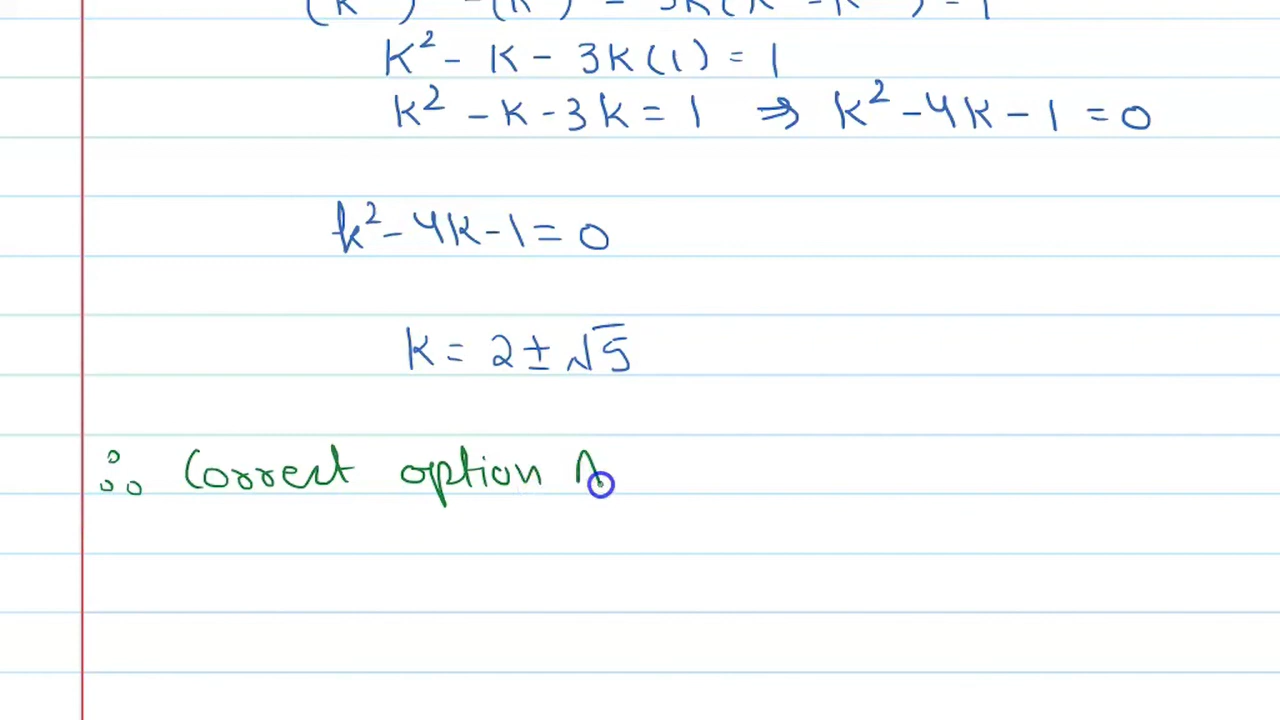 k² - k - 3k(1) = 1
k² - k - 3k = 1 ⇒ k² - 4k - 1 = 0
k² - 4k - 1 = 0
k = 2 ± √5
∴ Correct option A